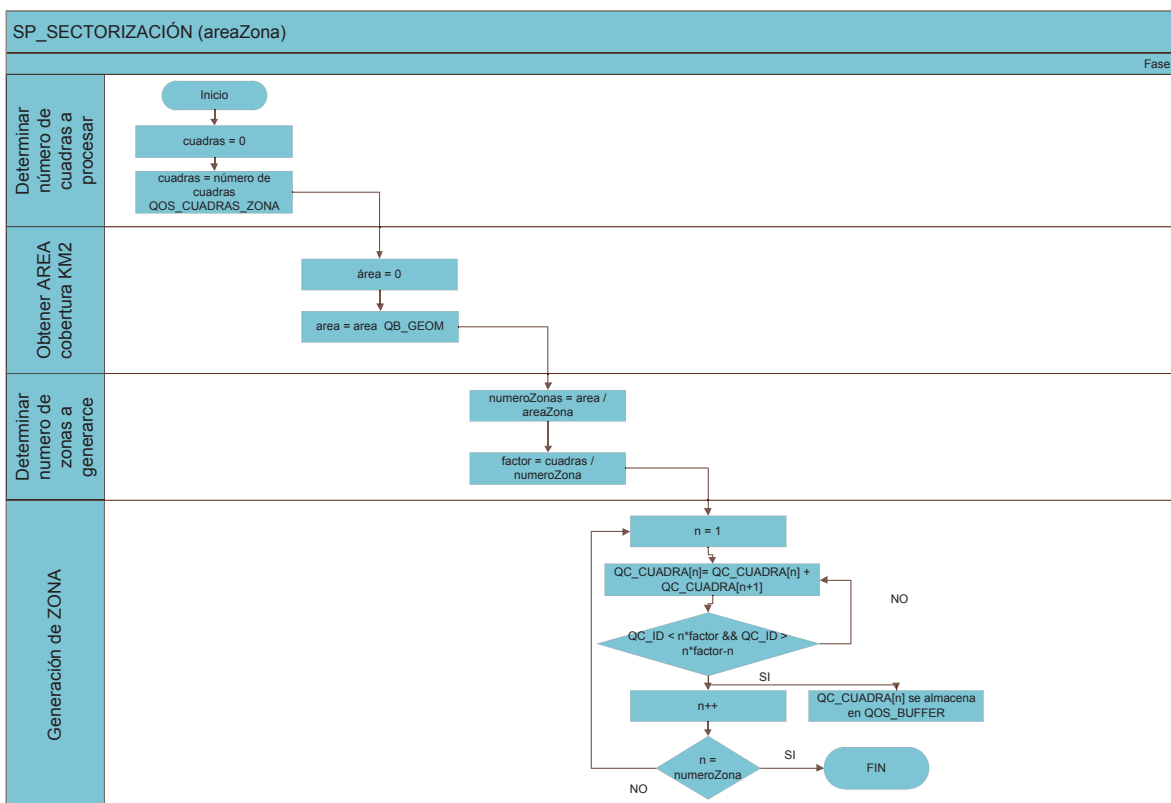 SP_SECTORIZACIÓN (areaZona)
Fase
Determinar
número de
cuadras a
procesar
Inicio
cuadras = 0
cuadras = número de
cuadras
QOS_CUADRAS_ZONA
Obtener AREA
cobertura KM2
área = 0
area = area QB_GEOM
Determinar
numero de
zonas a
generarce
numeroZonas = area /
areaZona
factor = cuadras /
numeroZona
Generación de ZONA
n = 1
QC_CUADRA[n]= QC_CUADRA[n] +
QC_CUADRA[n+1]
NO
QC_ID < n*factor && QC_ID >
n*factor-n
SI
n++
QC_CUADRA[n] se almacena
en QOS_BUFFER
n =
numeroZona
SI
FIN
NO